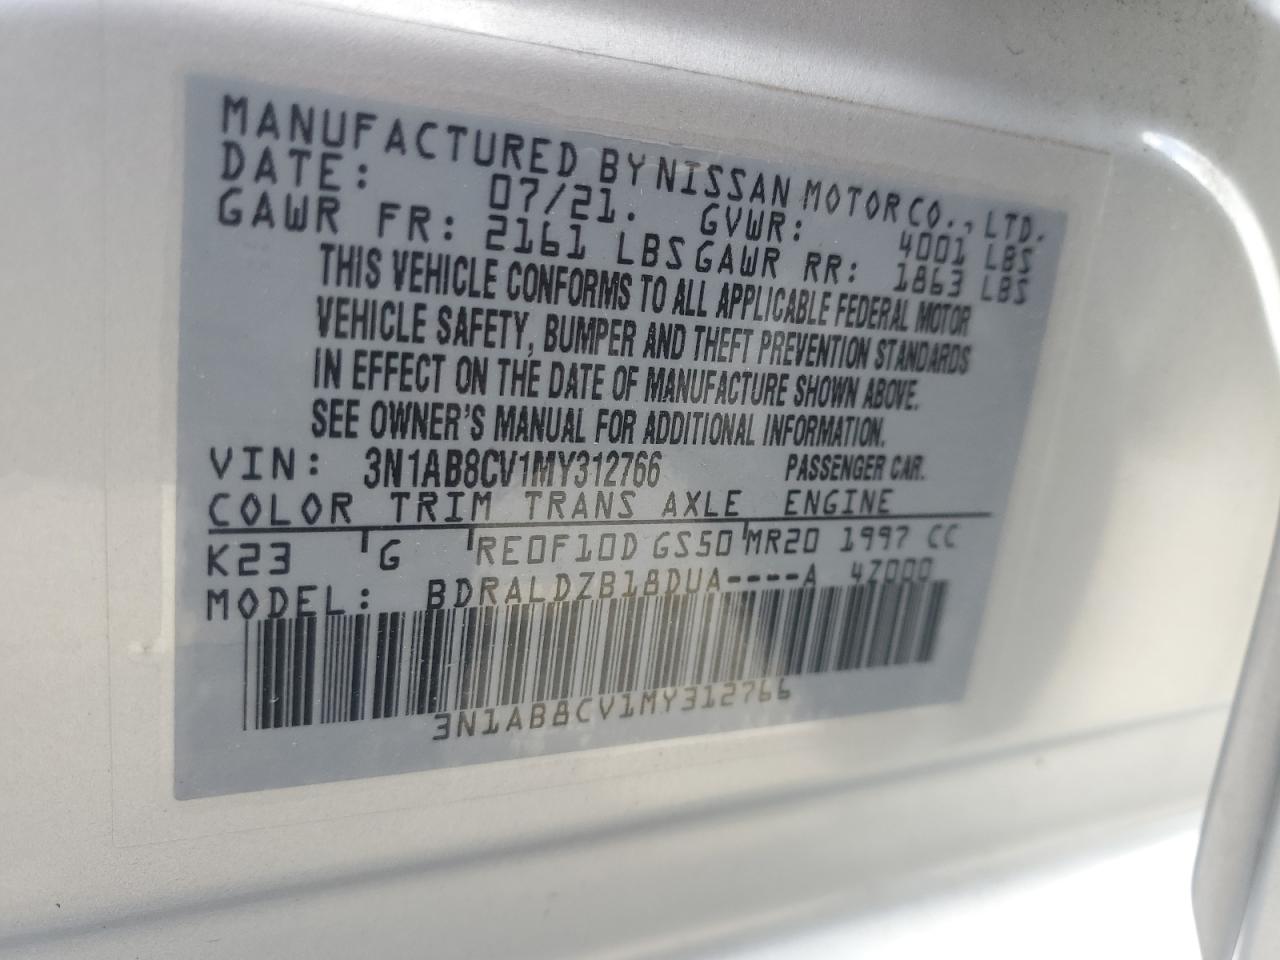 MANUFACTURED BY NISSAN MOTOR CO., LTD.
DATE: 07/21. GVWR: 4001 LBS
GAWR FR: 2161 LBS GAWR RR: 1863 LBS
THIS VEHICLE CONFORMS TO ALL APPLICABLE FEDERAL MOTOR
VEHICLE SAFETY, BUMPER AND THEFT PREVENTION STANDARDS
IN EFFECT ON THE DATE OF MANUFACTURE SHOWN ABOVE.
SEE OWNER'S MANUAL FOR ADDITIONAL INFORMATION.
VIN: 3N1AB8CV1MY312766 PASSENGER CAR.
COLOR TRIM TRANS AXLE ENGINE
K23 G RE0F10D GS50 MR20 1997 CC
MODEL: BDRALDZB18DUA----A 4Z000
3N1AB8CV1MY312766